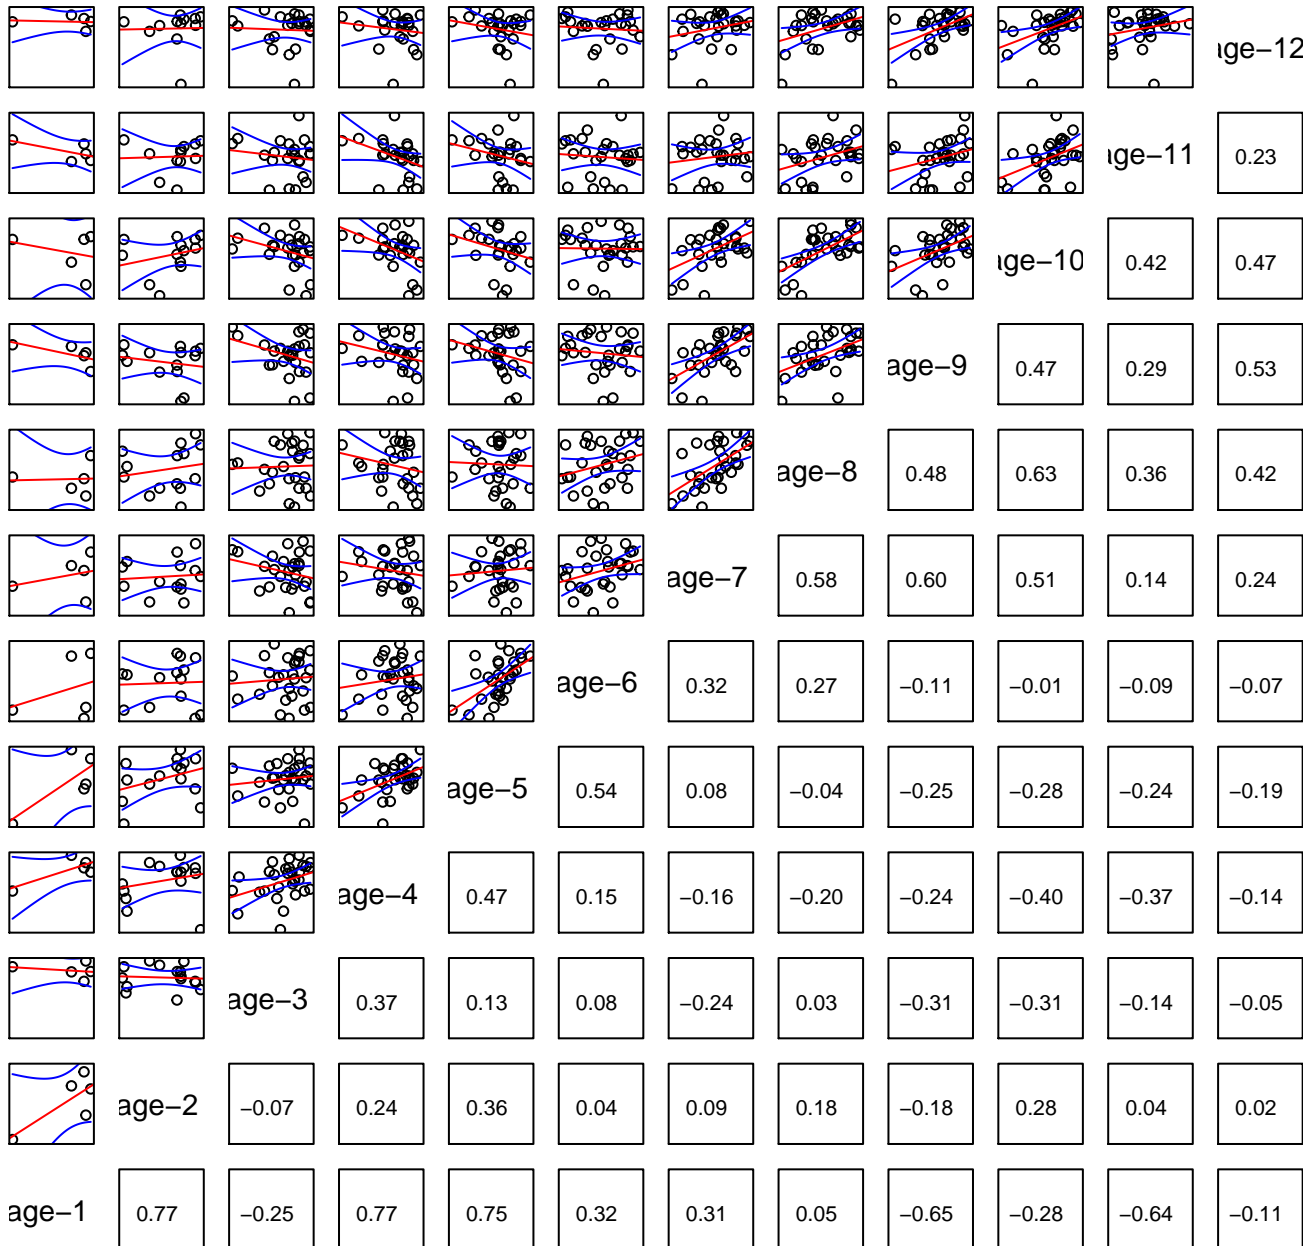 age−12
age−11 0.23
age−10 0.42 0.47
age−9 0.47 0.29 0.53
age−8 0.48 0.63 0.36 0.42
age−7 0.58 0.60 0.51 0.14 0.24
age−6 0.32 0.27 −0.11 −0.01 −0.09 −0.07
age−5 0.54 0.08 −0.04 −0.25 −0.28 −0.24 −0.19
age−4 0.47 0.15 −0.16 −0.20 −0.24 −0.40 −0.37 −0.14
age−3 0.37 0.13 0.08 −0.24 0.03 −0.31 −0.31 −0.14 −0.05
age−2 −0.07 0.24 0.36 0.04 0.09 0.18 −0.18 0.28 0.04 0.02
age−1 0.77 −0.25 0.77 0.75 0.32 0.31 0.05 −0.65 −0.28 −0.64 −0.11